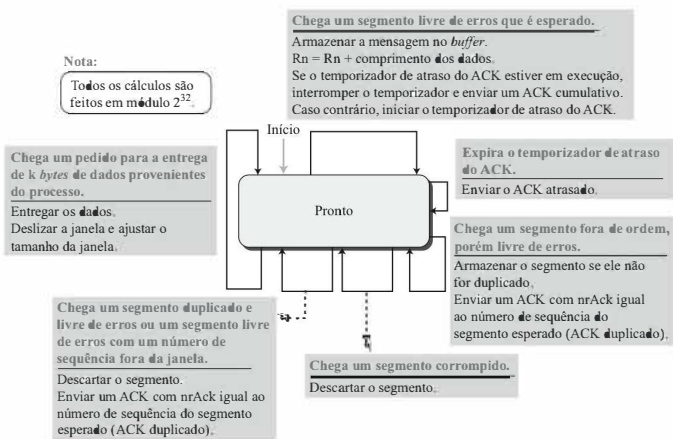 Chega um segmento livre de erros que é esperado.
Armazenar a mensagem no buffer.
Rn = Rn + comprimento dos dados.
Se o temporizador de atraso do ACK estiver em execução,
interromper o temporizador e enviar um ACK cumulativo.
Caso contrário, iniciar o temporizador de atraso do ACK.
Nota:
Todos os cálculos são
feitos em módulo 2^32.
Início
Pronto
Chega um pedido para a entrega
de k bytes de dados provenientes
do processo.
Entregar os dados.
Deslizar a janela e ajustar o
tamanho da janela.
Expira o temporizador de atraso
do ACK.
Enviar o ACK atrasado.
Chega um segmento fora de ordem,
porém livre de erros.
Armazenar o segmento se ele não
for duplicado.
Enviar um ACK com nrAck igual
ao número de sequência do
segmento esperado (ACK duplicado).
Chega um segmento duplicado e
livre de erros ou um segmento livre
de erros com um número de
sequência fora da janela.
Descartar o segmento.
Enviar um ACK com nrAck igual ao
número de sequência do segmento
esperado (ACK duplicado).
Chega um segmento corrompido.
Descartar o segmento.